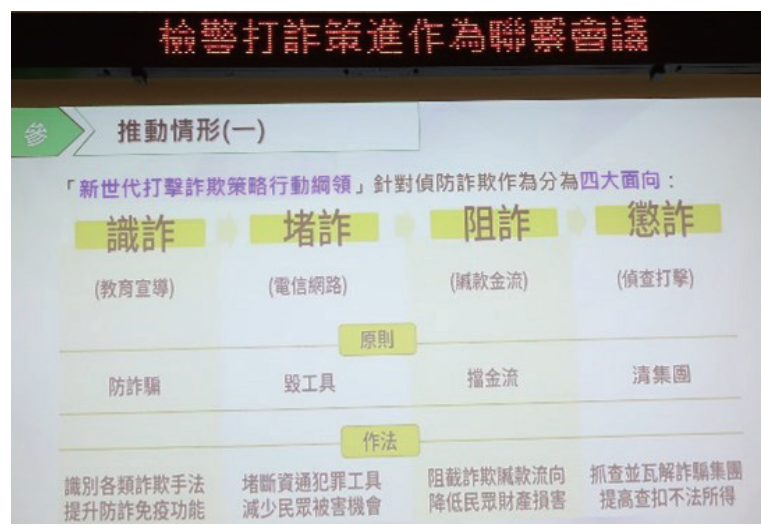 檢警打詐策進作為聯繫會議
參
推動情形(一)
「新世代打擊詐欺策略行動綱領」針對偵防詐欺作為分為四大面向：
識詐 堵詐 阻詐 懲詐
(教育宣導) (電信網路) (贓款金流) (偵查打擊)
原則
防詐騙 毀工具 擋金流 清集團
作法
識別各類詐欺手法 堵斷資通犯罪工具 阻截詐欺贓款流向 抓查並瓦解詐騙集團
提升防詐免疫功能 減少民眾被害機會 降低民眾財產損害 提高查扣不法所得